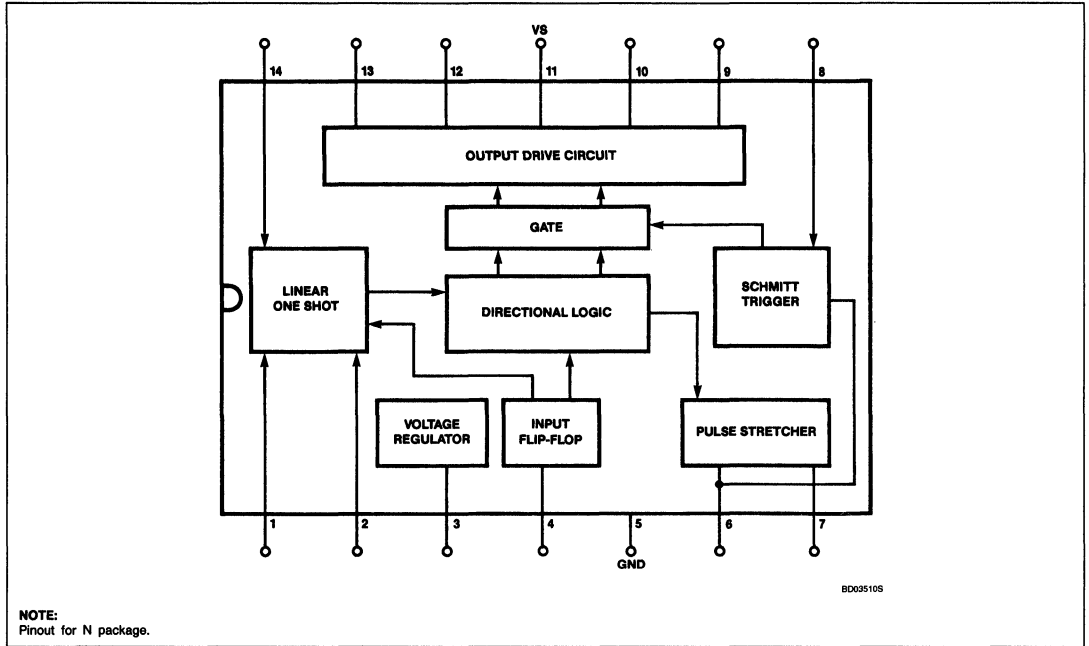 VS
14 13 12 11 10 9 8
OUTPUT DRIVE CIRCUIT
GATE
LINEAR
ONE SHOT
DIRECTIONAL LOGIC
SCHMITT
TRIGGER
VOLTAGE
REGULATOR
INPUT
FLIP-FLOP
PULSE STRETCHER
1 2 3 4 5 6 7
GND
BD03510S
NOTE:
Pinout for N package.